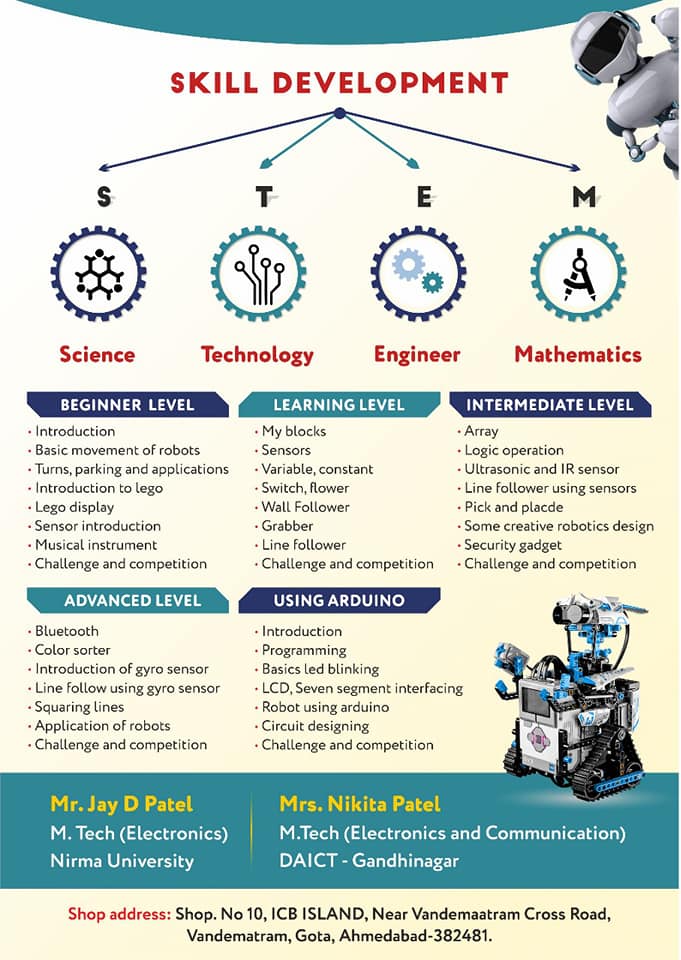 SKILL DEVELOPMENT
S T E M
Science Technology Engineer Mathematics
BEGINNER LEVEL
• Introduction
• Basic movement of robots
• Turns, parking and applications
• Introduction to lego
• Lego display
• Sensor introduction
• Musical instrument
• Challenge and competition
LEARNING LEVEL
• My blocks
• Sensors
• Variable, constant
• Switch, flower
• Wall Follower
• Grabber
• Line follower
• Challenge and competition
INTERMEDIATE LEVEL
• Array
• Logic operation
• Ultrasonic and IR sensor
• Line follower using sensors
• Pick and placde
• Some creative robotics design
• Security gadget
• Challenge and competition
ADVANCED LEVEL
• Bluetooth
• Color sorter
• Introduction of gyro sensor
• Line follow using gyro sensor
• Squaring lines
• Application of robots
• Challenge and competition
USING ARDUINO
• Introduction
• Programming
• Basics led blinking
• LCD, Seven segment interfacing
• Robot using arduino
• Circuit designing
• Challenge and competition
Mr. Jay D Patel
M. Tech (Electronics)
Nirma University
Mrs. Nikita Patel
M.Tech (Electronics and Communication)
DAICT - Gandhinagar
Shop address: Shop. No 10, ICB ISLAND, Near Vandemaatram Cross Road,
Vandematram, Gota, Ahmedabad-382481.